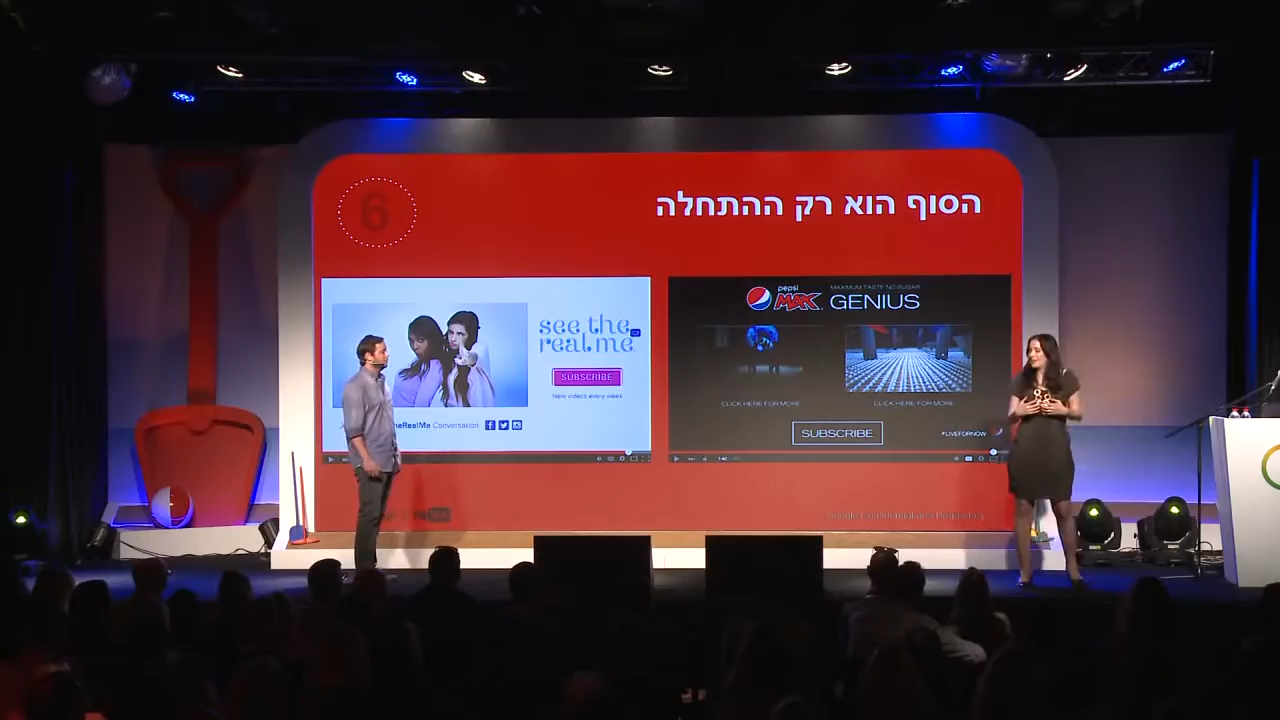 הסוף הוא רק ההתחלה
6
see the
real me
SUBSCRIBE
New videos every week
heRealMe Conversation
pepsi
MAX
MAXIMUM TASTE NO SUGAR
GENIUS
CLICK HERE FOR MORE
CLICK HERE FOR MORE
SUBSCRIBE
#LIVEFORNOW
Google Confidential and Proprietary